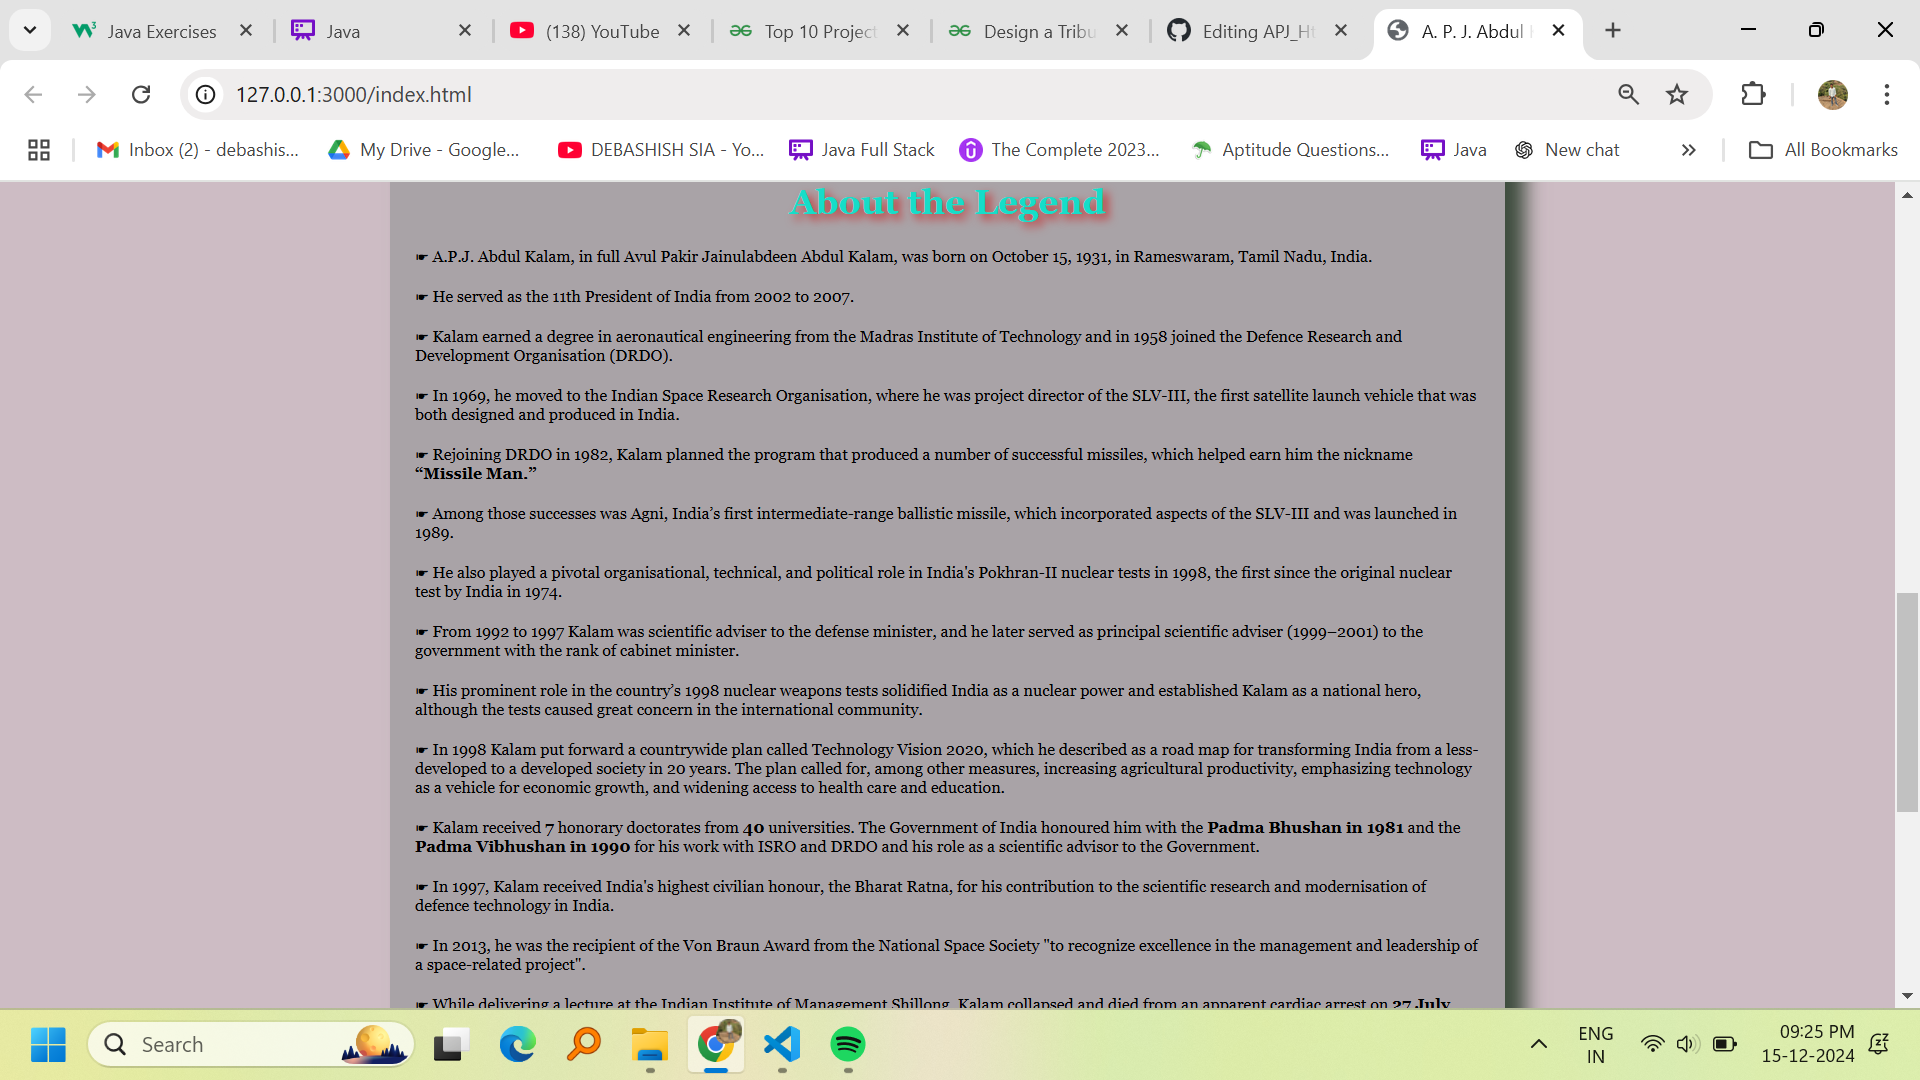 Java Exercises
Java
(138) YouTube
Top 10 Project
Design a Tribu
Editing APJ_Ht
A. P. J. Abdul
127.0.0.1:3000/index.html
Inbox (2) - debashis...
My Drive - Google...
DEBASHISH SIA - Yo...
Java Full Stack
The Complete 2023...
Aptitude Questions...
Java
New chat
All Bookmarks
About the Legend
☛ A.P.J. Abdul Kalam, in full Avul Pakir Jainulabdeen Abdul Kalam, was born on October 15, 1931, in Rameswaram, Tamil Nadu, India.
☛ He served as the 11th President of India from 2002 to 2007.
☛ Kalam earned a degree in aeronautical engineering from the Madras Institute of Technology and in 1958 joined the Defence Research and
Development Organisation (DRDO).
☛ In 1969, he moved to the Indian Space Research Organisation, where he was project director of the SLV-III, the first satellite launch vehicle that was
both designed and produced in India.
☛ Rejoining DRDO in 1982, Kalam planned the program that produced a number of successful missiles, which helped earn him the nickname
“Missile Man.”
☛ Among those successes was Agni, India’s first intermediate-range ballistic missile, which incorporated aspects of the SLV-III and was launched in
1989.
☛ He also played a pivotal organisational, technical, and political role in India's Pokhran-II nuclear tests in 1998, the first since the original nuclear
test by India in 1974.
☛ From 1992 to 1997 Kalam was scientific adviser to the defense minister, and he later served as principal scientific adviser (1999–2001) to the
government with the rank of cabinet minister.
☛ His prominent role in the country’s 1998 nuclear weapons tests solidified India as a nuclear power and established Kalam as a national hero,
although the tests caused great concern in the international community.
☛ In 1998 Kalam put forward a countrywide plan called Technology Vision 2020, which he described as a road map for transforming India from a less-
developed to a developed society in 20 years. The plan called for, among other measures, increasing agricultural productivity, emphasizing technology
as a vehicle for economic growth, and widening access to health care and education.
☛ Kalam received 7 honorary doctorates from 40 universities. The Government of India honoured him with the Padma Bhushan in 1981 and the
Padma Vibhushan in 1990 for his work with ISRO and DRDO and his role as a scientific advisor to the Government.
☛ In 1997, Kalam received India's highest civilian honour, the Bharat Ratna, for his contribution to the scientific research and modernisation of
defence technology in India.
☛ In 2013, he was the recipient of the Von Braun Award from the National Space Society "to recognize excellence in the management and leadership of
a space-related project".
☛ While delivering a lecture at the Indian Institute of Management Shillong, Kalam collapsed and died from an apparent cardiac arrest on 27 July
Search
ENG
IN
09:25 PM
15-12-2024